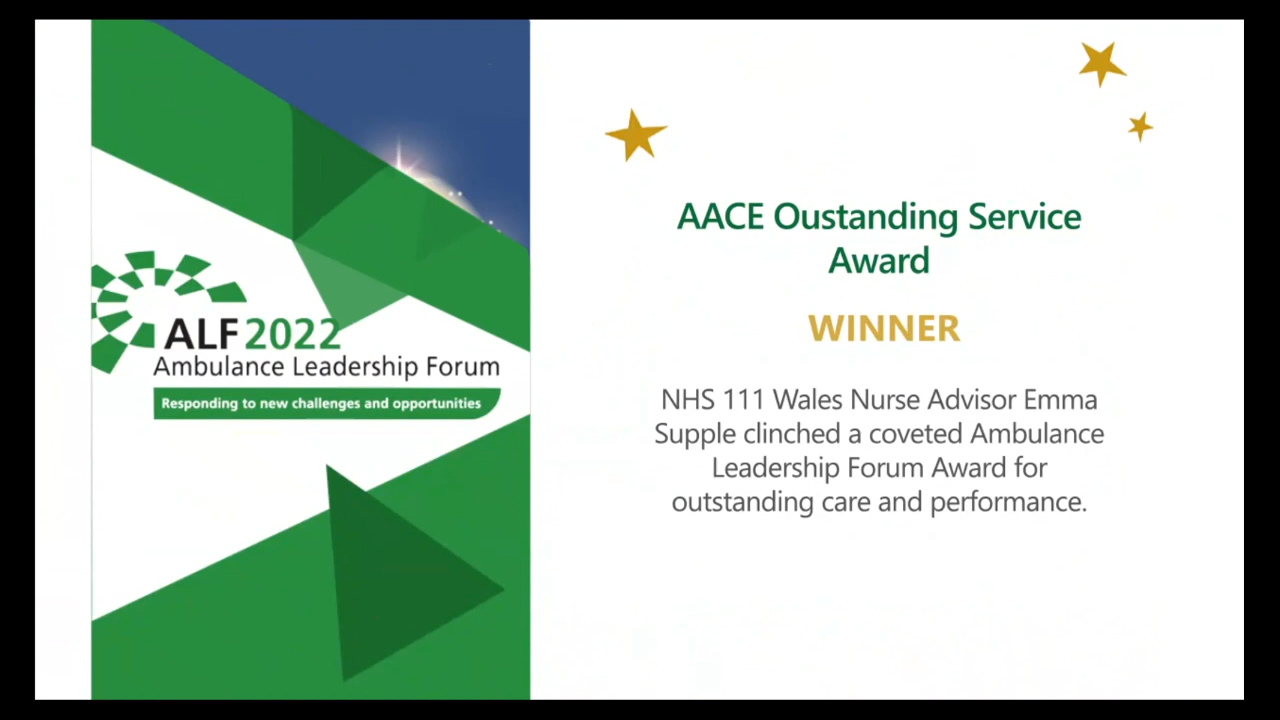 ALF 2022
Ambulance Leadership Forum
Responding to new challenges and opportunities
AACE Oustanding Service
Award
WINNER
NHS 111 Wales Nurse Advisor Emma
Supple clinched a coveted Ambulance
Leadership Forum Award for
outstanding care and performance.